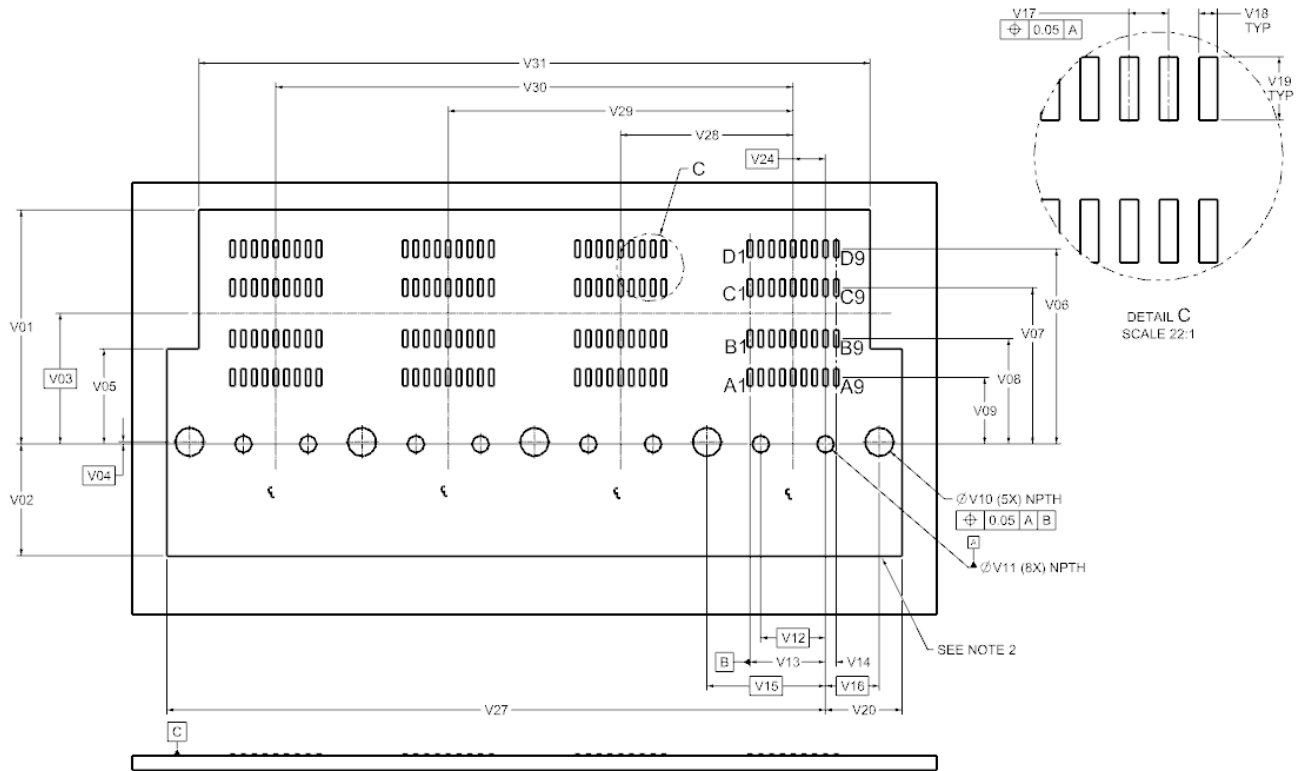 V17
⌖ 0.05 A
V18
TYP
V19
TYP
V31
V30
V29
V28
V24
C
D1 D9
C1 C9
B1 B9
A1 A9
V01
V03
V05
V04
V02
V06
V07
V08
V09
DETAIL C
SCALE 22:1
℄ ℄ ℄ ℄
∅V10 (5X) NPTH
⌖ 0.05 A B
A
∅V11 (8X) NPTH
V12
SEE NOTE 2
B V13 V14
V15 V16
V27 V20
C